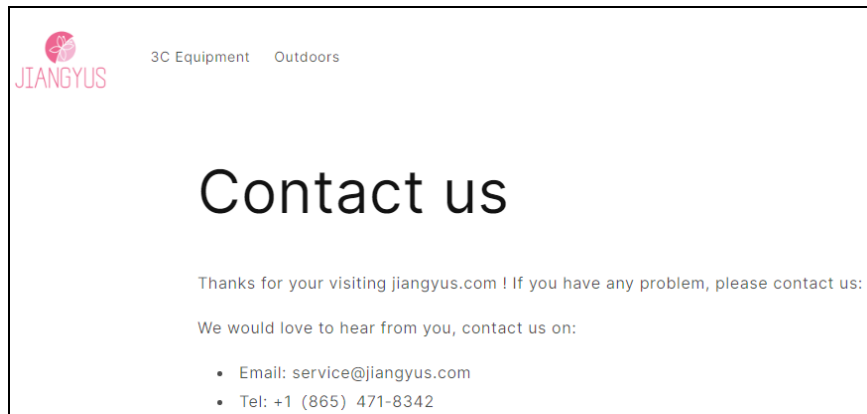 JIANGYUS
3C Equipment Outdoors
Contact us
Thanks for your visiting jiangyus.com ! If you have any problem, please contact us:
We would love to hear from you, contact us on:
• Email: service@jiangyus.com
• Tel: +1（865）471-8342